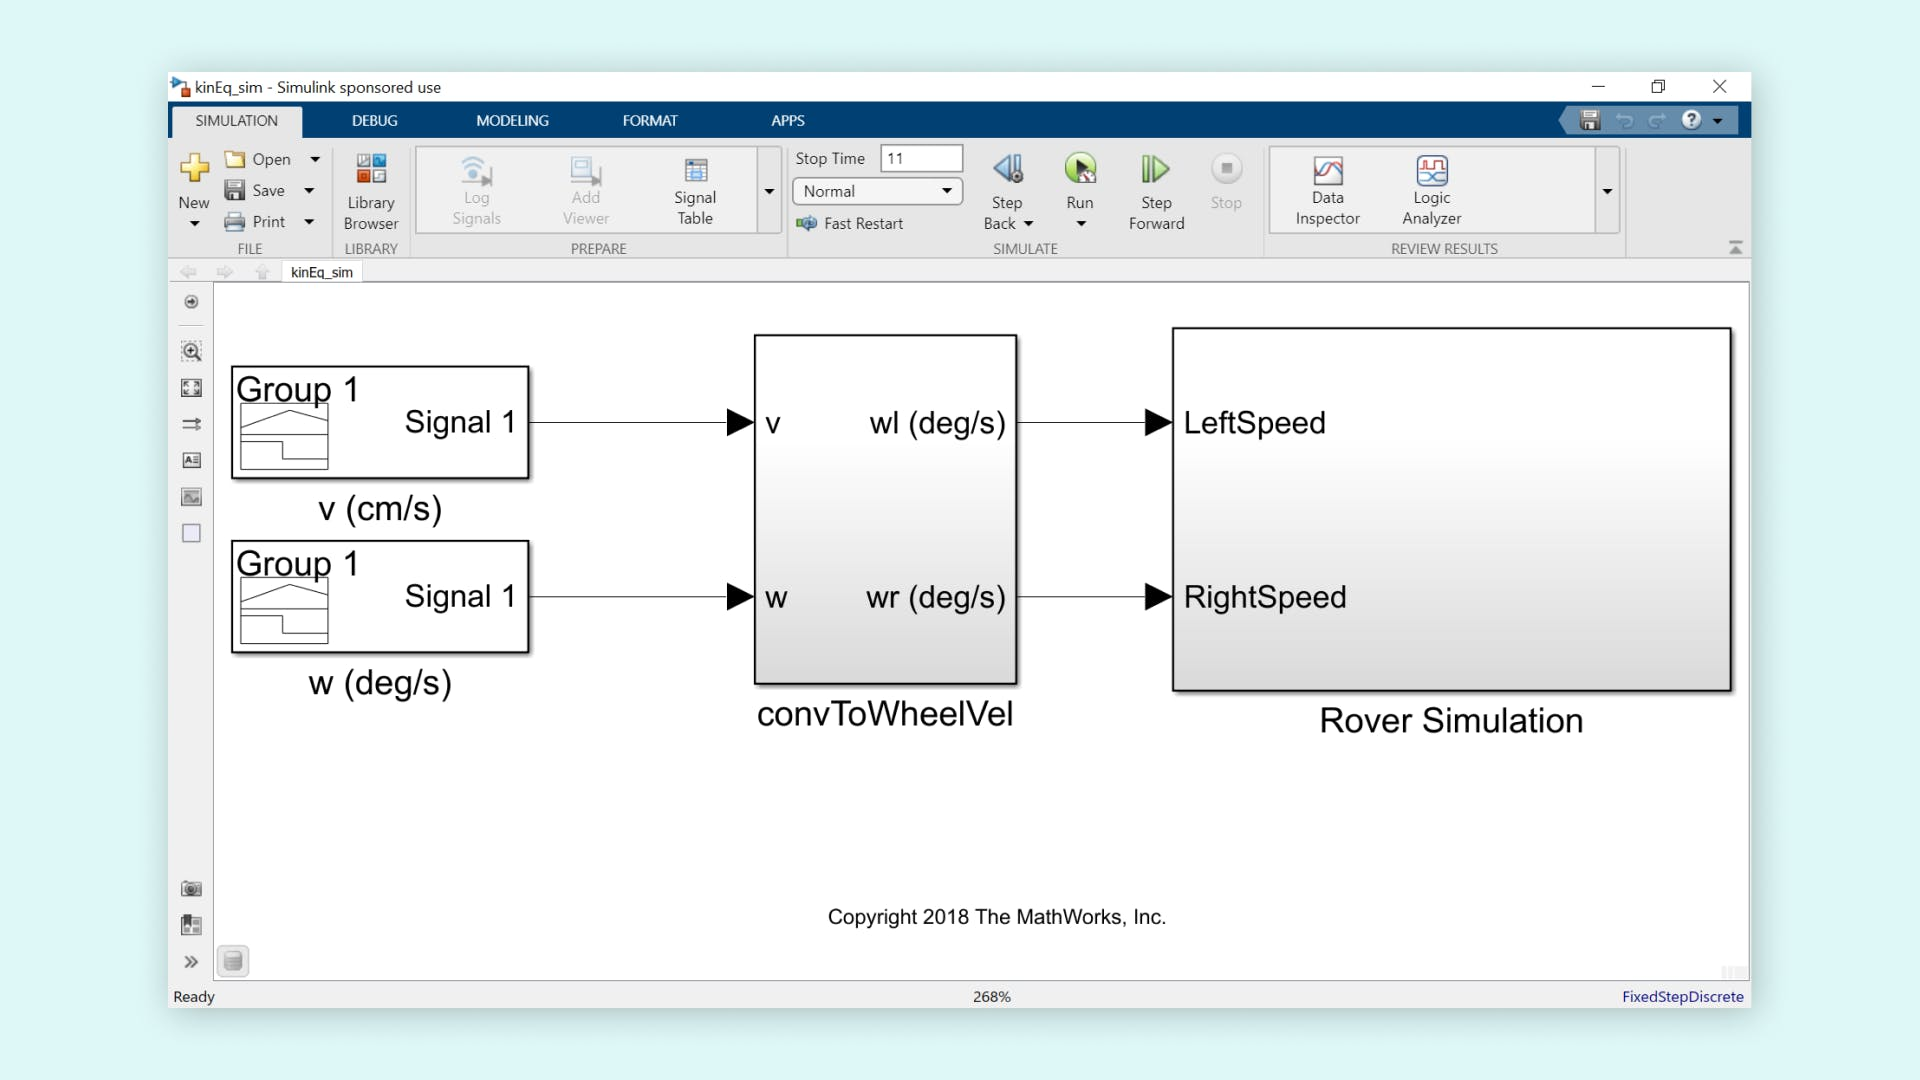 kinEq_sim - Simulink sponsored use
SIMULATION DEBUG MODELING FORMAT APPS
New
Open
Save
Print
FILE
Library
Browser
LIBRARY
Log
Signals
Add
Viewer
Signal
Table
PREPARE
Stop Time 11
Normal
Fast Restart
Step
Back
Run
Step
Forward
Stop
SIMULATE
Data
Inspector
Logic
Analyzer
REVIEW RESULTS
kinEq_sim
Group 1
Signal 1
v (cm/s)
Group 1
Signal 1
w (deg/s)
v wl (deg/s)
w wr (deg/s)
convToWheelVel
LeftSpeed
RightSpeed
Rover Simulation
Copyright 2018 The MathWorks, Inc.
Ready 268% FixedStepDiscrete